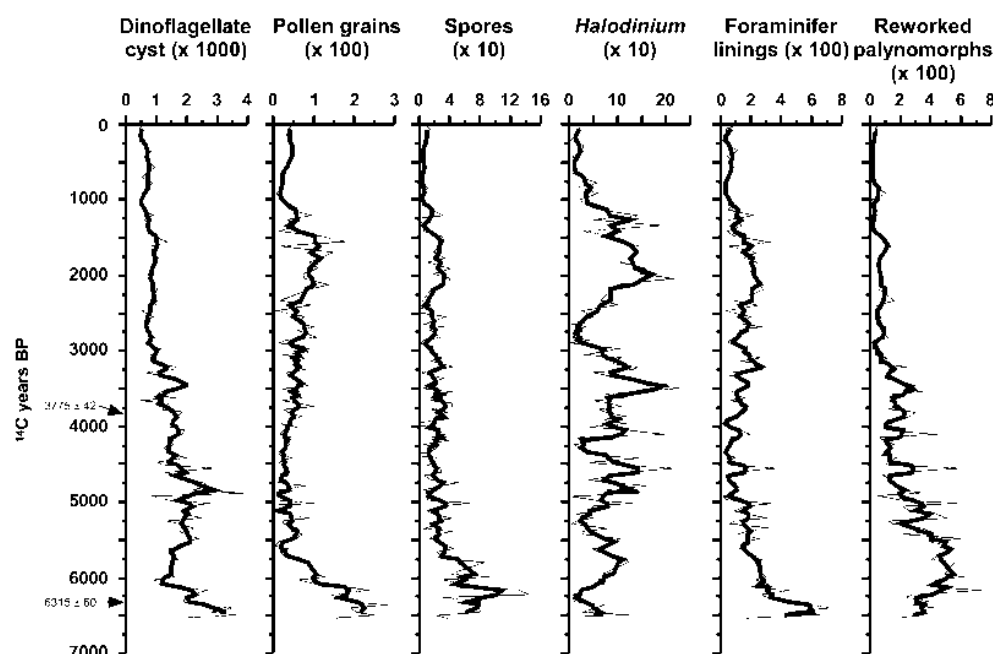 Dinoflagellate Pollen grains Spores Halodinium Foraminifer Reworked
cyst (x 1000) (x 100) (x 10) (x 10) linings (x 100) palynomorphs
(x 100)
0 1 2 3 4 0 1 2 3 0 4 8 12 16 0 10 20 0 2 4 6 8 0 2 4 6 8
0
1000
2000
3000
3775 ± 42
4000
5000
6000
6315 ± 60
7000
14C years BP